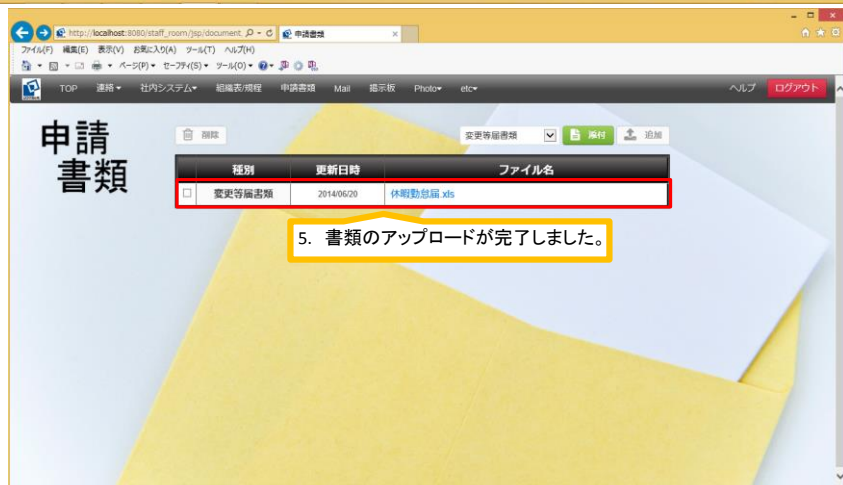 http://localhost:8080/staff_room/jsp/document 申請書類
ファイル(F) 編集(E) 表示(V) お気に入り(A) ツール(T) ヘルプ(H)
ページ(P) セーフティ(S) ツール(O)
TOP 連絡 社内システム 組織表/規程 申請書類 Mail 掲示板 Photo etc ヘルプ ログアウト
申請
書類
削除 変更等届書類 添付 追加
種別 更新日時 ファイル名
変更等届書類 2014/06/20 休暇勤怠届.xls
5. 書類のアップロードが完了しました。